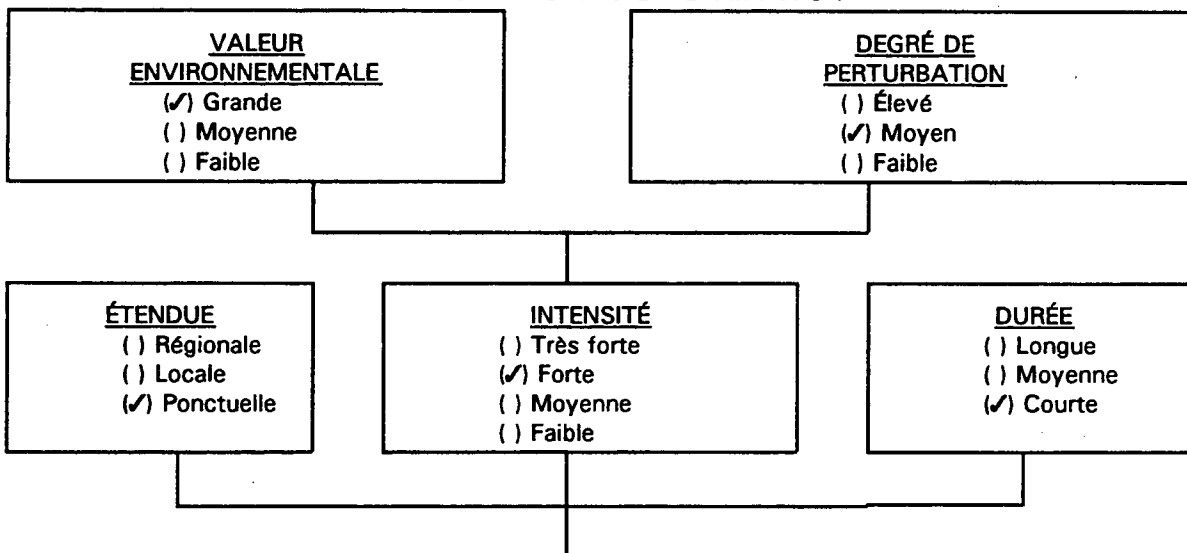 VALEUR
ENVIRONNEMENTALE
(✓) Grande
( ) Moyenne
( ) Faible
DEGRÉ DE
PERTURBATION
( ) Élevé
(✓) Moyen
( ) Faible
ÉTENDUE
( ) Régionale
( ) Locale
(✓) Ponctuelle
INTENSITÉ
( ) Très forte
(✓) Forte
( ) Moyenne
( ) Faible
DURÉE
( ) Longue
( ) Moyenne
(✓) Courte